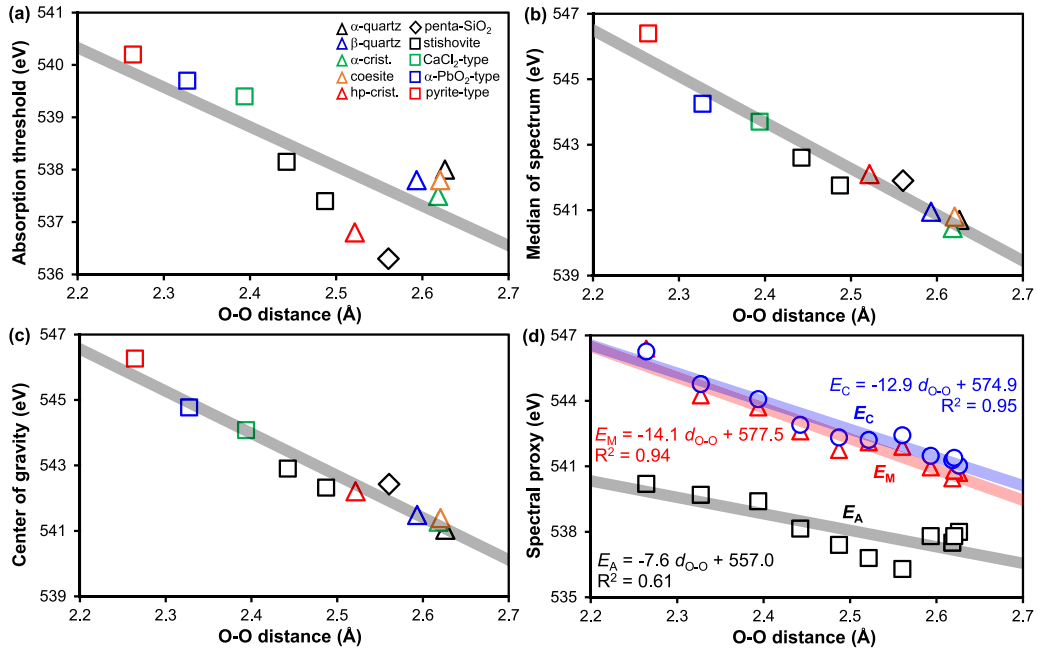 (a)
α-quartz
penta-SiO2
β-quartz
stishovite
α-crist.
CaCl2-type
coesite
α-PbO2-type
hp-crist.
pyrite-type
Absorption threshold (eV)
541
540
539
538
537
536
2.2 2.3 2.4 2.5 2.6 2.7
O-O distance (Å)
(b)
Median of spectrum (eV)
547
545
543
541
539
2.2 2.3 2.4 2.5 2.6 2.7
O-O distance (Å)
(c)
Center of gravity (eV)
547
545
543
541
539
2.2 2.3 2.4 2.5 2.6 2.7
O-O distance (Å)
(d)
Spectral proxy (eV)
547
544
541
538
535
EC = -12.9 dO-O + 574.9
R2 = 0.95
EC
EM = -14.1 dO-O + 577.5
R2 = 0.94
EM
EA
EA = -7.6 dO-O + 557.0
R2 = 0.61
2.2 2.3 2.4 2.5 2.6 2.7
O-O distance (Å)